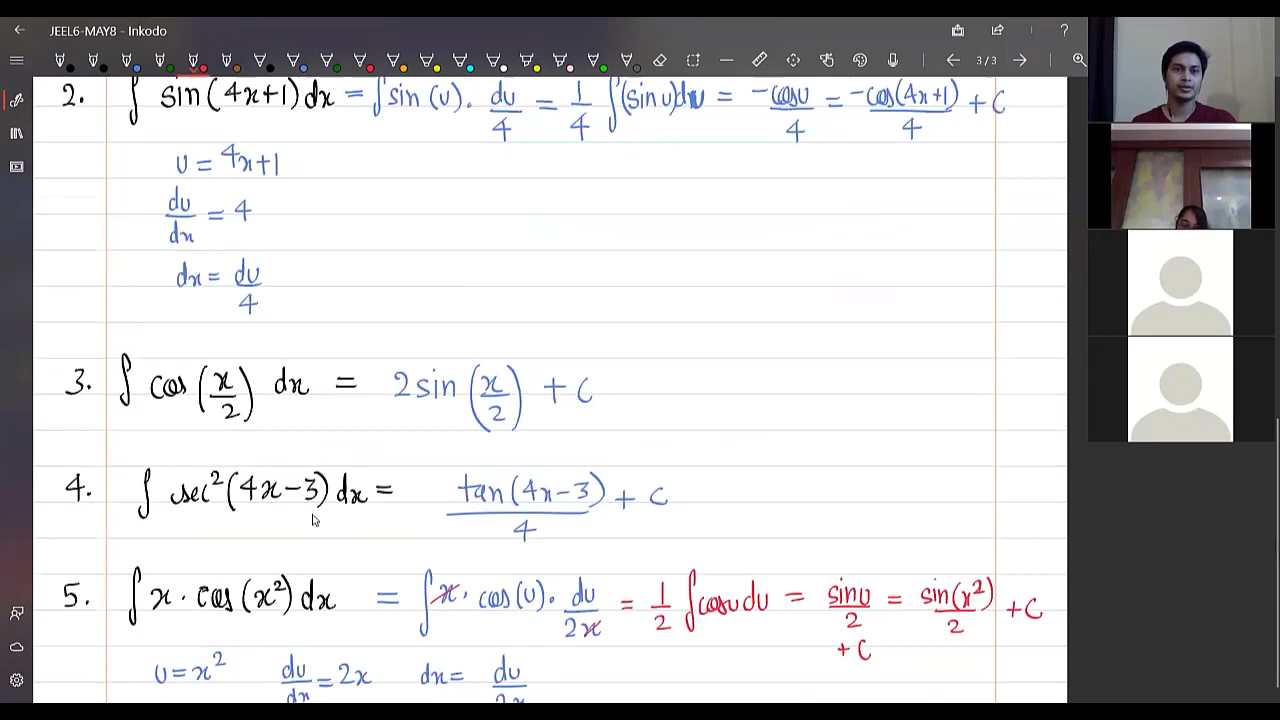 JEEL6-MAY8 - Inkodo
3/3
2. ∫ sin(4x+1) dx = ∫ sin(u). du/4 = 1/4 ∫(sin u)du = -cosu/4 = -cos(4x+1)/4 + C
u = 4x+1
du/dx = 4
dx = du/4
3. ∫ cos(x/2) dx = 2sin(x/2) + C
4. ∫ sec²(4x-3) dx = tan(4x-3)/4 + C
5. ∫ x. cos(x²) dx = ∫ x. cos(u). du/2x = 1/2 ∫cosu du = sinu/2 = sin(x²)/2 + C
+ C
u = x² du/dx = 2x dx = du/2x